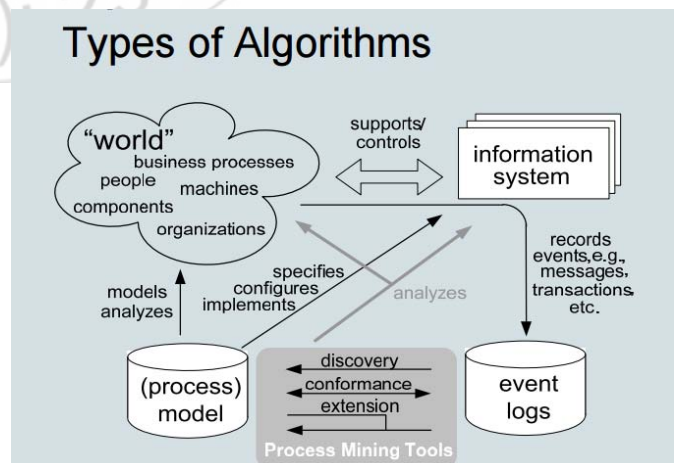 Types of Algorithms
“world”
business processes
people
machines
components
organizations
supports/
controls
information
system
models
analyzes
specifies
configures
implements
analyzes
records
events,e.g.,
messages,
transactions,
etc.
(process)
model
discovery
conformance
extension
Process Mining Tools
event
logs